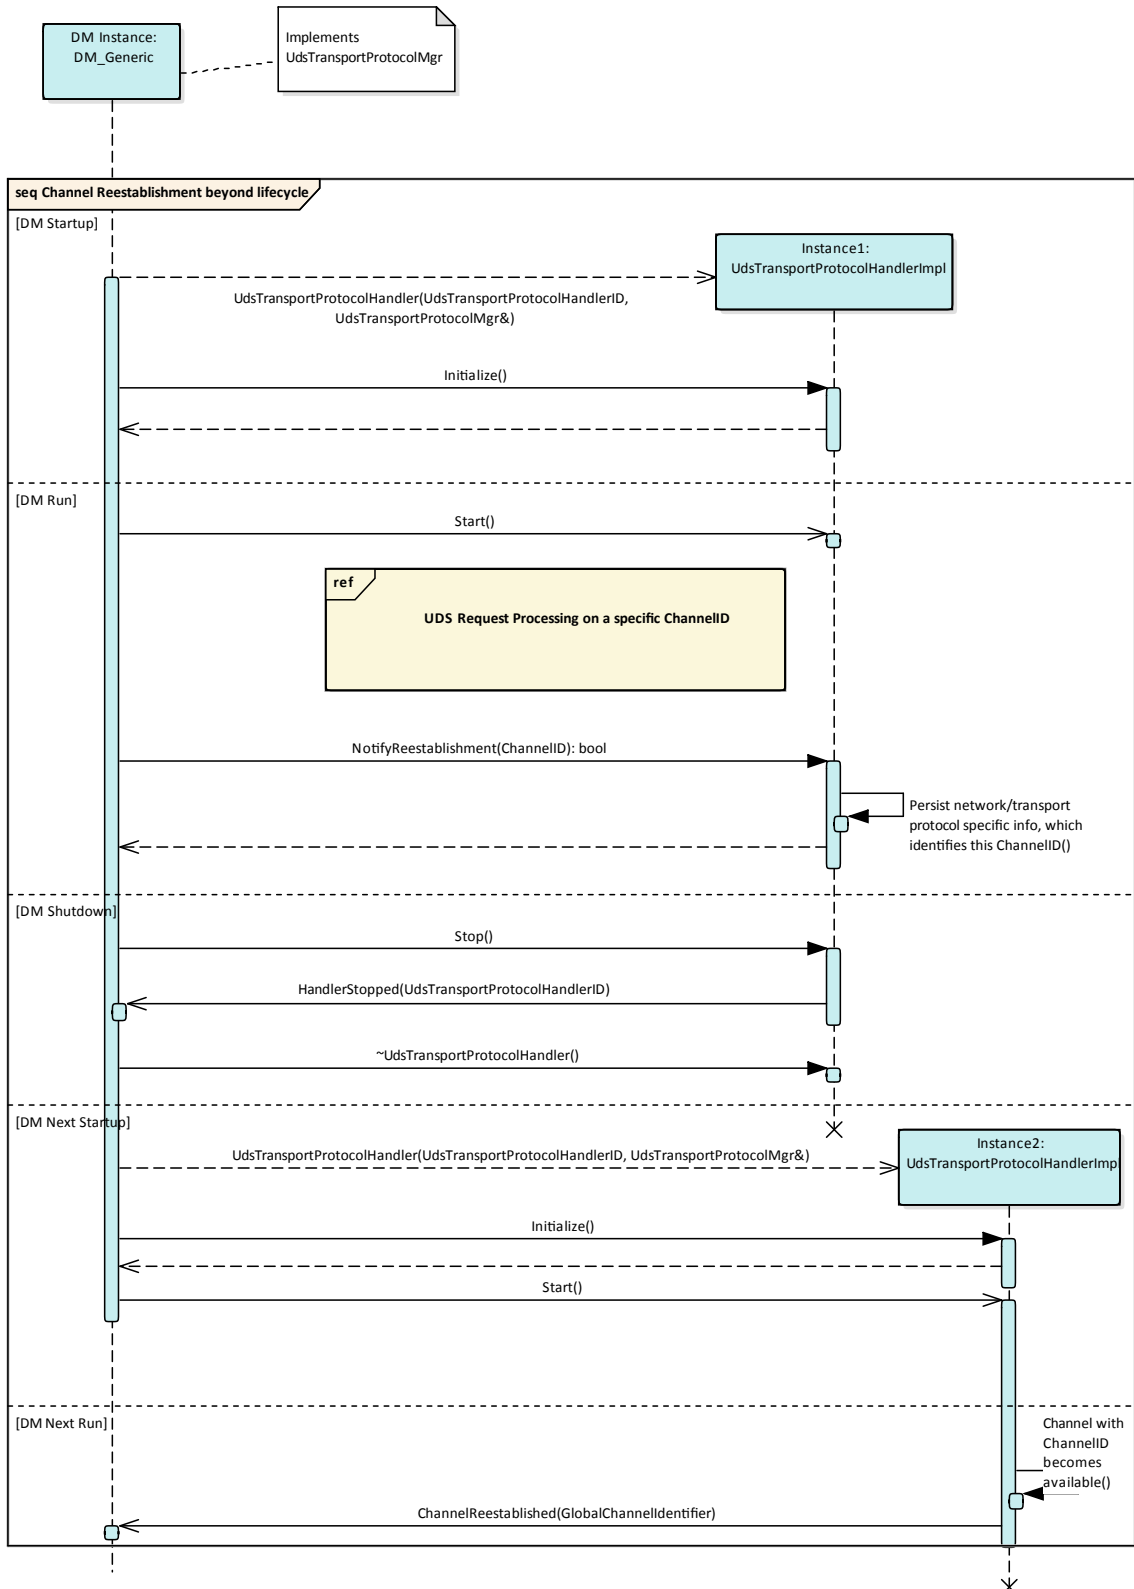 DM Instance:
DM_Generic
Implements
UdsTransportProtocolMgr
seq Channel Reestablishment beyond lifecycle
[DM Startup]
Instance1:
UdsTransportProtocolHandlerImpl
UdsTransportProtocolHandler(UdsTransportProtocolHandlerID,
UdsTransportProtocolMgr&)
Initialize()
[DM Run]
Start()
ref
UDS Request Processing on a specific ChannelID
NotifyReestablishment(ChannelID): bool
Persist network/transport
protocol specific info, which
identifies this ChannelID()
[DM Shutdown]
Stop()
HandlerStopped(UdsTransportProtocolHandlerID)
~UdsTransportProtocolHandler()
[DM Next Startup]
Instance2:
UdsTransportProtocolHandlerImpl
UdsTransportProtocolHandler(UdsTransportProtocolHandlerID, UdsTransportProtocolMgr&)
Initialize()
Start()
[DM Next Run]
Channel with
ChannelID
becomes
available()
ChannelReestablished(GlobalChannelIdentifier)